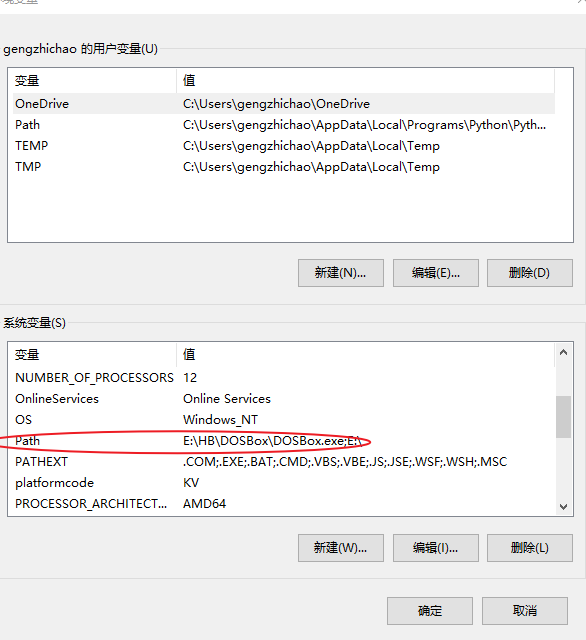 gengzhichao 的用户变量(U)
变量 值
OneDrive C:\Users\gengzhichao\OneDrive
Path C:\Users\gengzhichao\AppData\Local\Programs\Python\Pyth...
TEMP C:\Users\gengzhichao\AppData\Local\Temp
TMP C:\Users\gengzhichao\AppData\Local\Temp
新建(N)... 编辑(E)... 删除(D)
系统变量(S)
变量 值
NUMBER_OF_PROCESSORS 12
OnlineServices Online Services
OS Windows_NT
Path E:\HB\DOSBox\DOSBox.exe;E:\
PATHEXT .COM;.EXE;.BAT;.CMD;.VBS;.VBE;.JS;.JSE;.WSF;.WSH;.MSC
platformcode KV
PROCESSOR_ARCHITECT... AMD64
新建(W)... 编辑(I)... 删除(L)
确定 取消